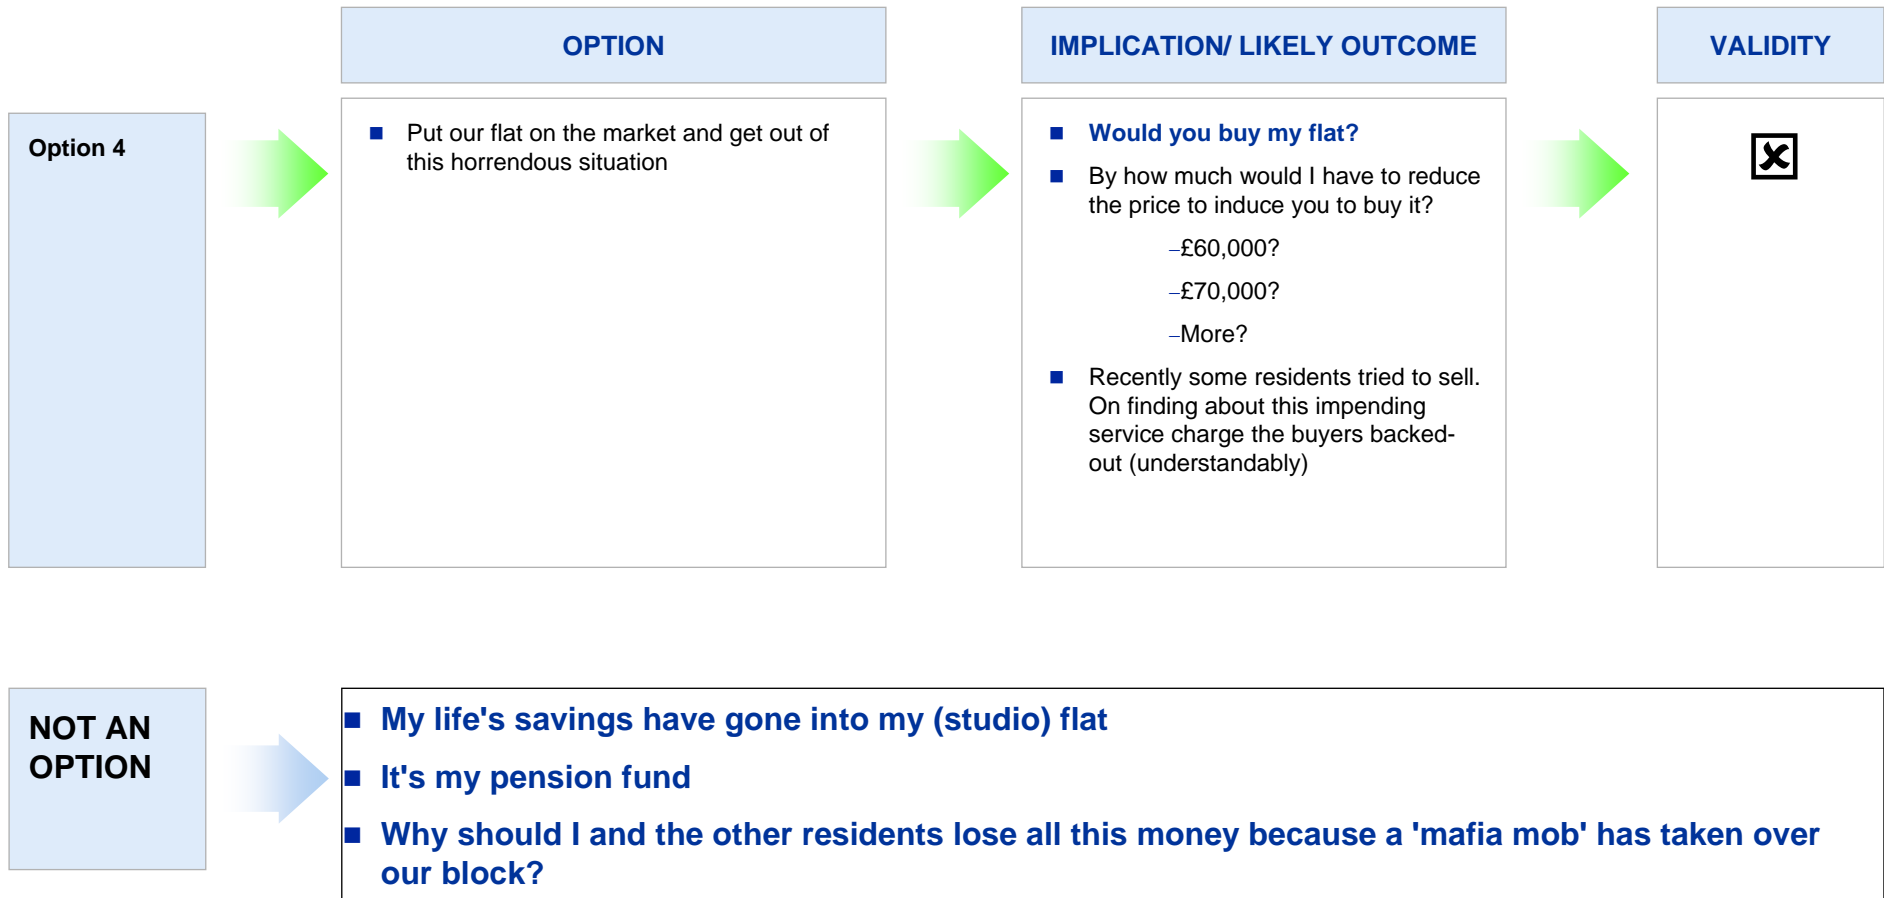 OPTION
IMPLICATION/ LIKELY OUTCOME
VALIDITY
Option 4
■ Put our flat on the market and get out of
this horrendous situation
■ Would you buy my flat?
■ By how much would I have to reduce
the price to induce you to buy it?
–£60,000?
–£70,000?
–More?
■ Recently some residents tried to sell.
On finding about this impending
service charge the buyers backed-
out (understandably)
NOT AN
OPTION
■ My life's savings have gone into my (studio) flat
■ It's my pension fund
■ Why should I and the other residents lose all this money because a 'mafia mob' has taken over
our block?